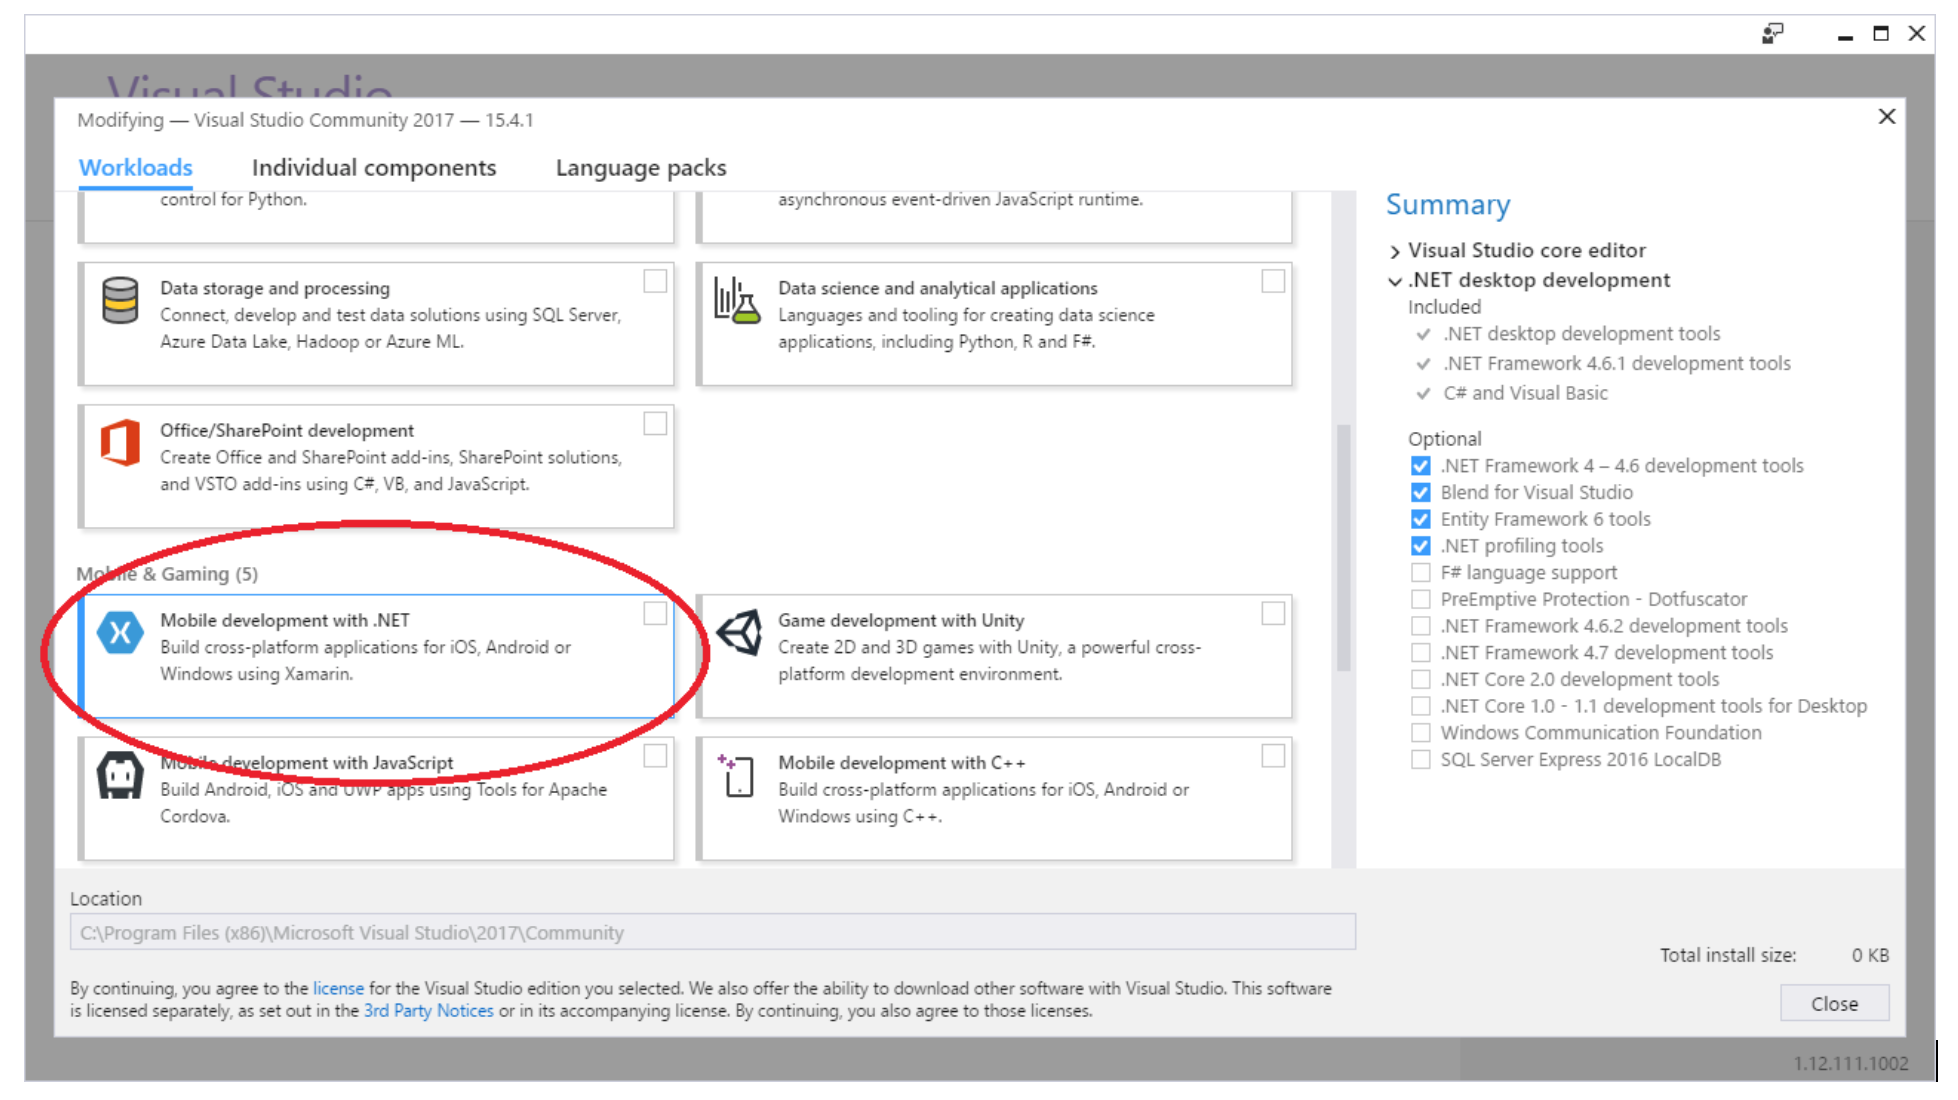 Visual Studio
Modifying — Visual Studio Community 2017 — 15.4.1
Workloads
Individual components
Language packs
control for Python.
asynchronous event-driven JavaScript runtime.
Data storage and processing
Connect, develop and test data solutions using SQL Server,
Azure Data Lake, Hadoop or Azure ML.
Data science and analytical applications
Languages and tooling for creating data science
applications, including Python, R and F#.
Office/SharePoint development
Create Office and SharePoint add-ins, SharePoint solutions,
and VSTO add-ins using C#, VB, and JavaScript.
Mobile & Gaming (5)
Mobile development with .NET
Build cross-platform applications for iOS, Android or
Windows using Xamarin.
Game development with Unity
Create 2D and 3D games with Unity, a powerful cross-
platform development environment.
Mobile development with JavaScript
Build Android, iOS and UWP apps using Tools for Apache
Cordova.
Mobile development with C++
Build cross-platform applications for iOS, Android or
Windows using C++.
Summary
Visual Studio core editor
.NET desktop development
Included
.NET desktop development tools
.NET Framework 4.6.1 development tools
C# and Visual Basic
Optional
.NET Framework 4 – 4.6 development tools
Blend for Visual Studio
Entity Framework 6 tools
.NET profiling tools
F# language support
PreEmptive Protection - Dotfuscator
.NET Framework 4.6.2 development tools
.NET Framework 4.7 development tools
.NET Core 2.0 development tools
.NET Core 1.0 - 1.1 development tools for Desktop
Windows Communication Foundation
SQL Server Express 2016 LocalDB
Location
C:\Program Files (x86)\Microsoft Visual Studio\2017\Community
By continuing, you agree to the license for the Visual Studio edition you selected. We also offer the ability to download other software with Visual Studio. This software
is licensed separately, as set out in the 3rd Party Notices or in its accompanying license. By continuing, you also agree to those licenses.
Total install size: 0 KB
Close
1.12.111.1002